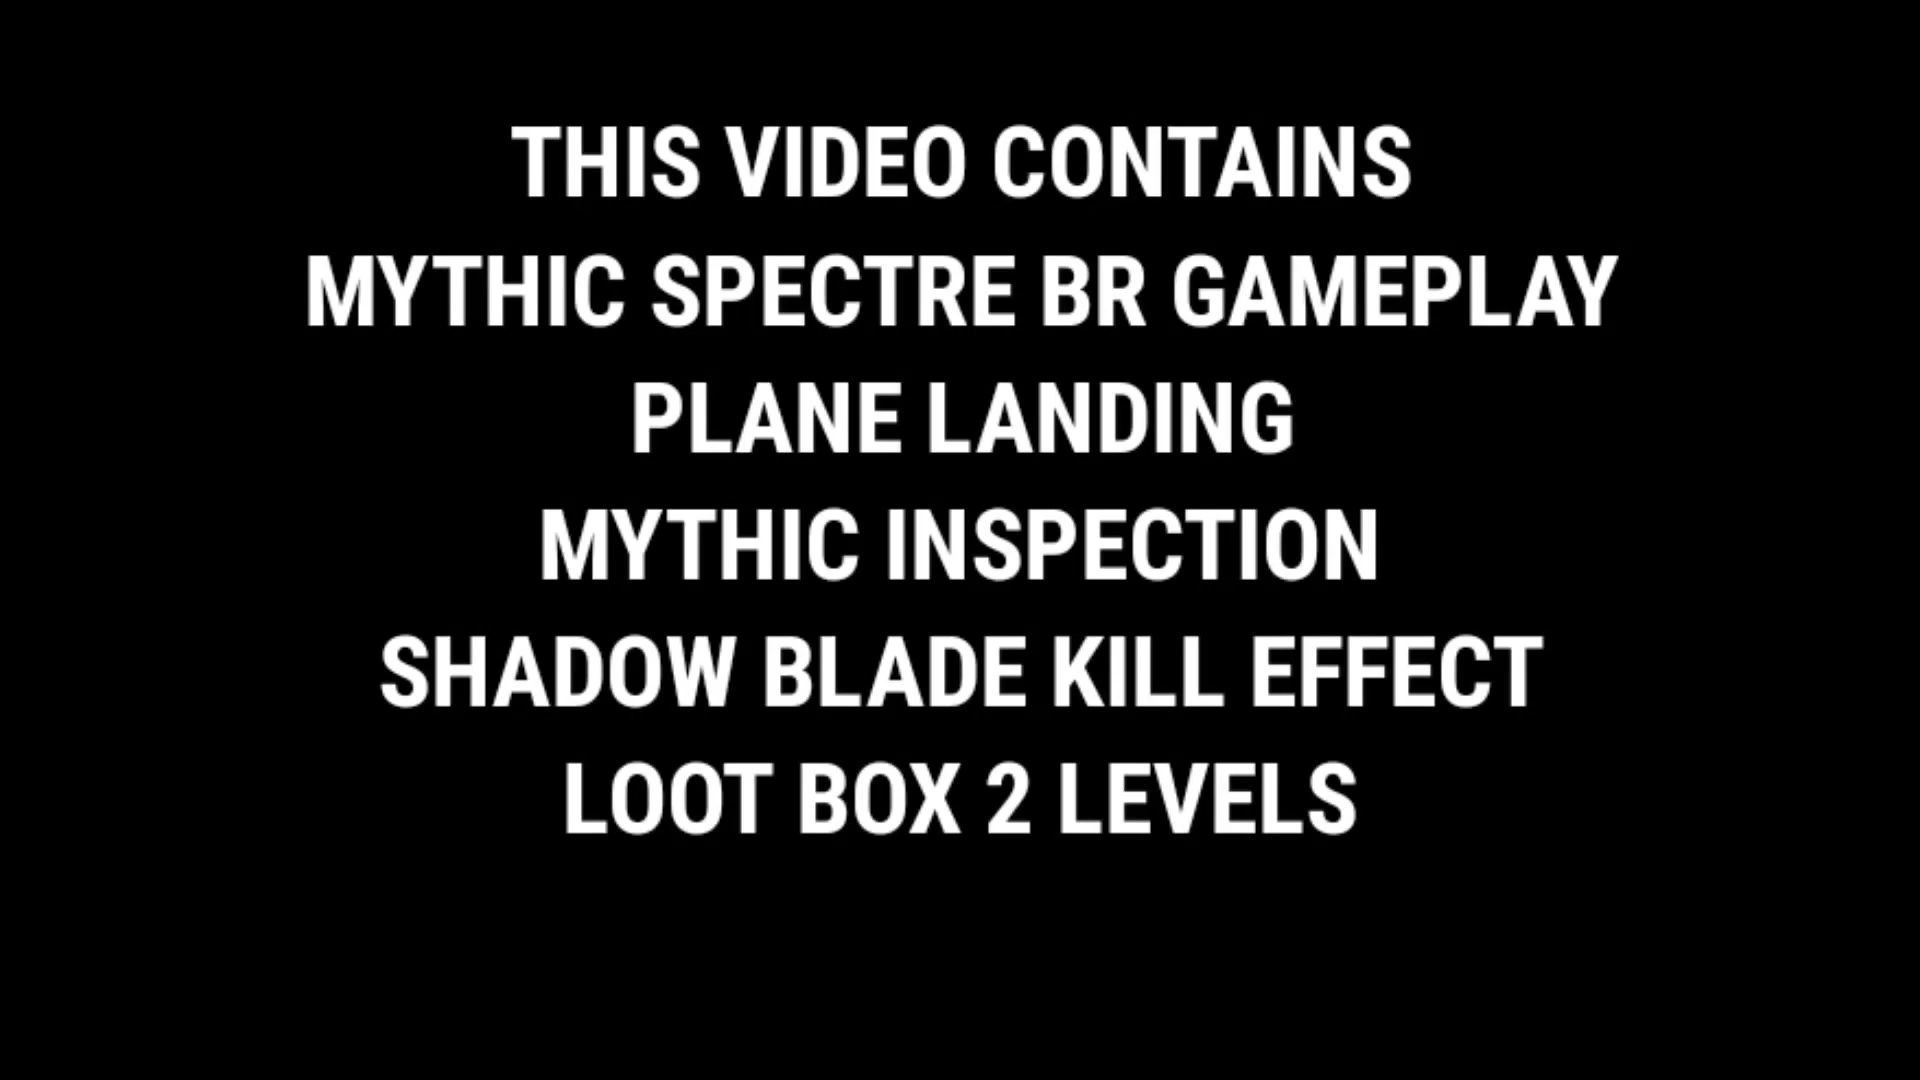 THIS VIDEO CONTAINS
MYTHIC SPECTRE BR GAMEPLAY
PLANE LANDING
MYTHIC INSPECTION
SHADOW BLADE KILL EFFECT
LOOT BOX 2 LEVELS